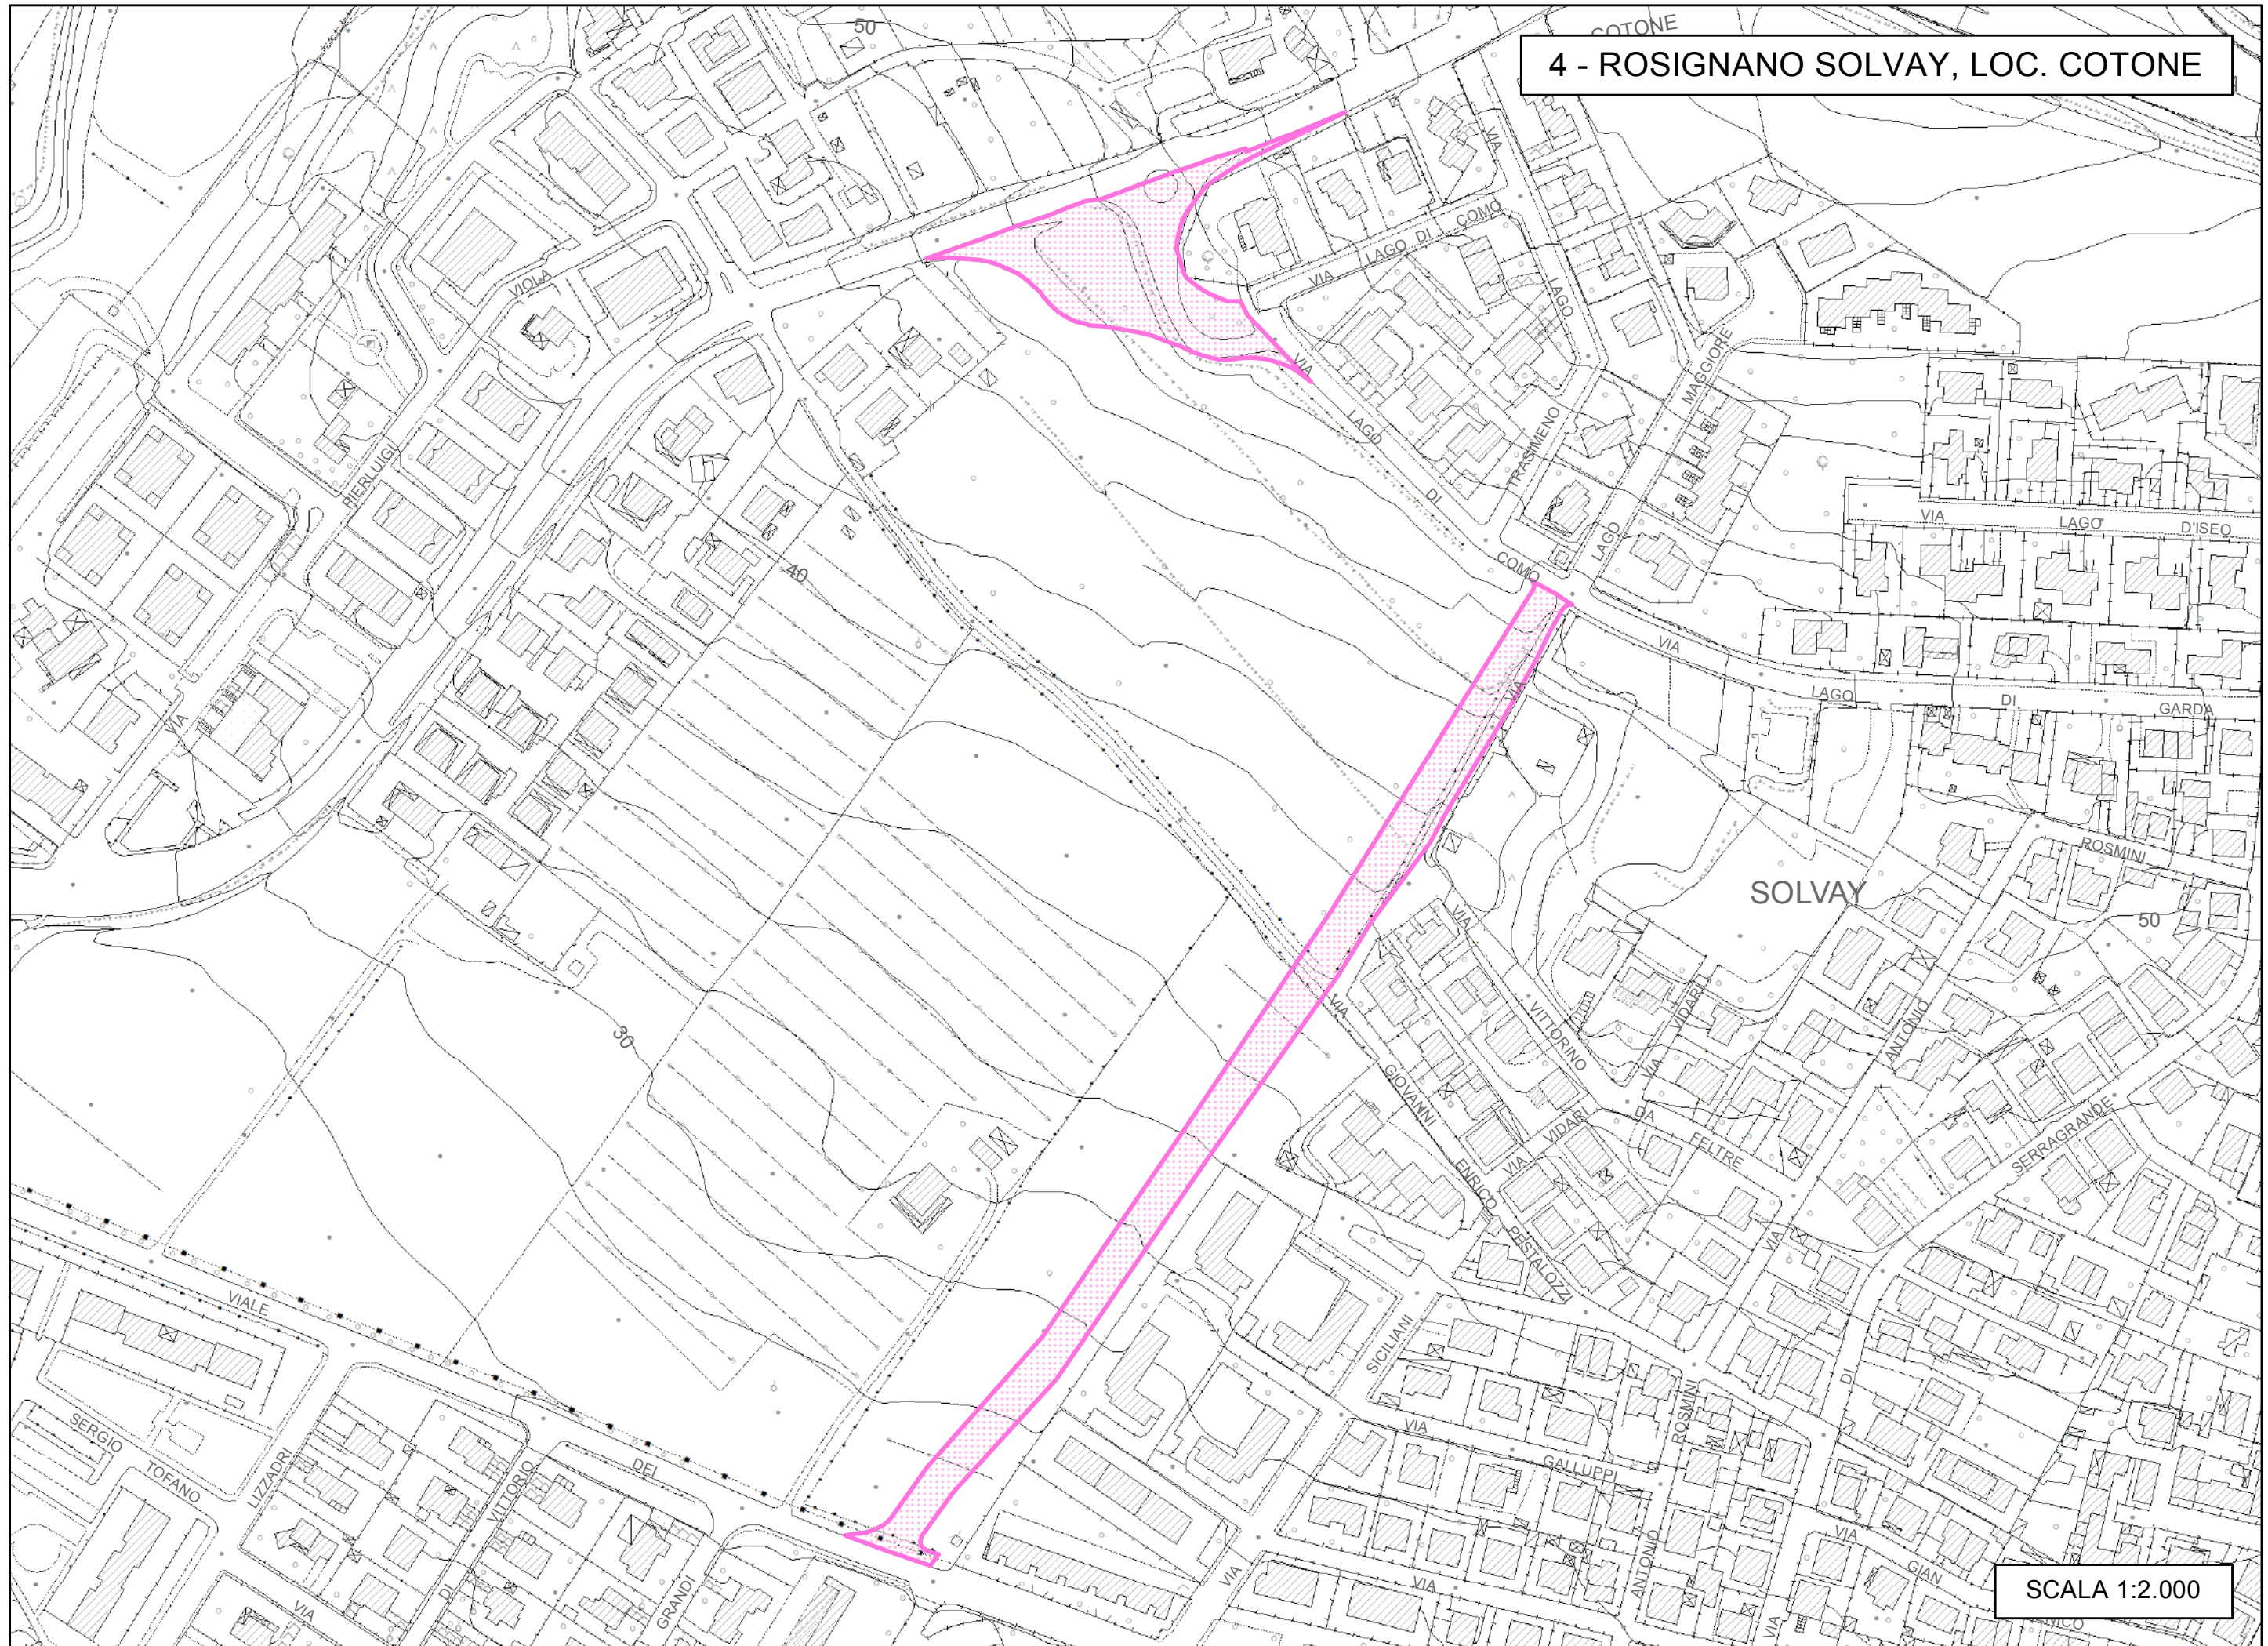 50
COTONE
4 - ROSIGNANO SOLVAY, LOC. COTONE
VIA
LAGO
TRASIMENO
VIA LAGO DI COMO
VIOLA
PIERLUIGI
VIA
VIA
LAGO
DI
COMO
LAGO
MAGGIORE
VIA LAGO D'ISEO
40
VIA
LAGO
DI
GARDA
VIA
ROSMINI
SOLVAY
50
30
VIA
VITTORINO
DA
FELTRE
VIA
VIDARI
VIA
VIDARI
ANTONIO
VIA
SERRAGRANDE
DI
VIA
GIOVANNI
ENRICO
PESTALOZZI
VIALE
DEI
SICILIANI
VIA
GALLUPPI
ROSMINI
ANTONIO
SERGIO
TOFANO
LIZZADRI
VITTORIO
DI
GRANDI
VIA
VIA
VIA
VIA
GIAN
VIA
SCALA 1:2.000